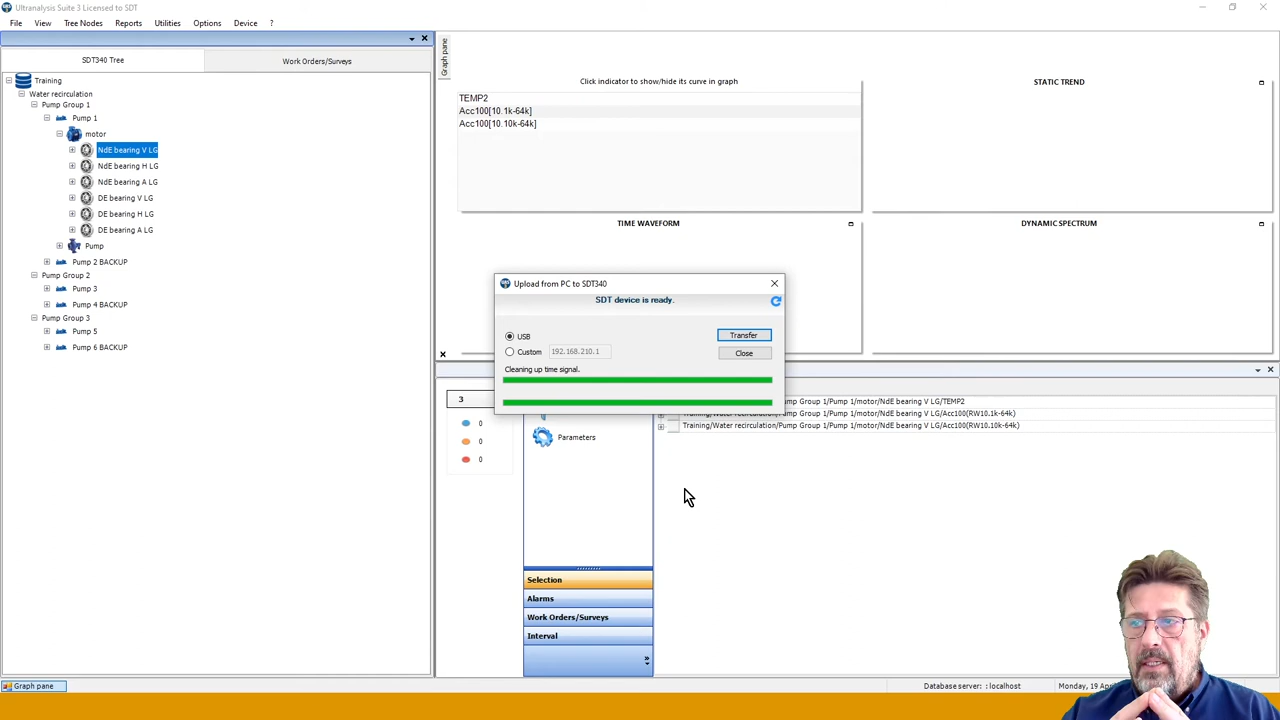 Ultranalysis Suite 3 Licensed to SDT
File View Tree Nodes Reports Utilities Options Device ?
SDT340 Tree
Work Orders/Surveys
Training
Water recirculation
Pump Group 1
Pump 1
motor
NdE bearing V LG
NdE bearing H LG
NdE bearing A LG
DE bearing V LG
DE bearing H LG
DE bearing A LG
Pump
Pump 2 BACKUP
Pump Group 2
Pump 3
Pump 4 BACKUP
Pump Group 3
Pump 5
Pump 6 BACKUP
Graph pane
Click indicator to show/hide its curve in graph
TEMP2
Acc100[10.1k-64k]
Acc100[10.10k-64k]
STATIC TREND
TIME WAVEFORM
DYNAMIC SPECTRUM
Upload from PC to SDT340
SDT device is ready.
USB
Transfer
Custom 192.168.210.1
Close
Cleaning up time signal.
3
0
0
0
Parameters
Pump Group 1/Pump 1/motor/NdE bearing V LG/TEMP2
Training/Water recirculation/Pump Group 1/Pump 1/motor/NdE bearing V LG/Acc100(RW10.1k-64k)
Training/Water recirculation/Pump Group 1/Pump 1/motor/NdE bearing V LG/Acc100(RW10.10k-64k)
Selection
Alarms
Work Orders/Surveys
Interval
Graph pane
Database server: : localhost
Monday, 19